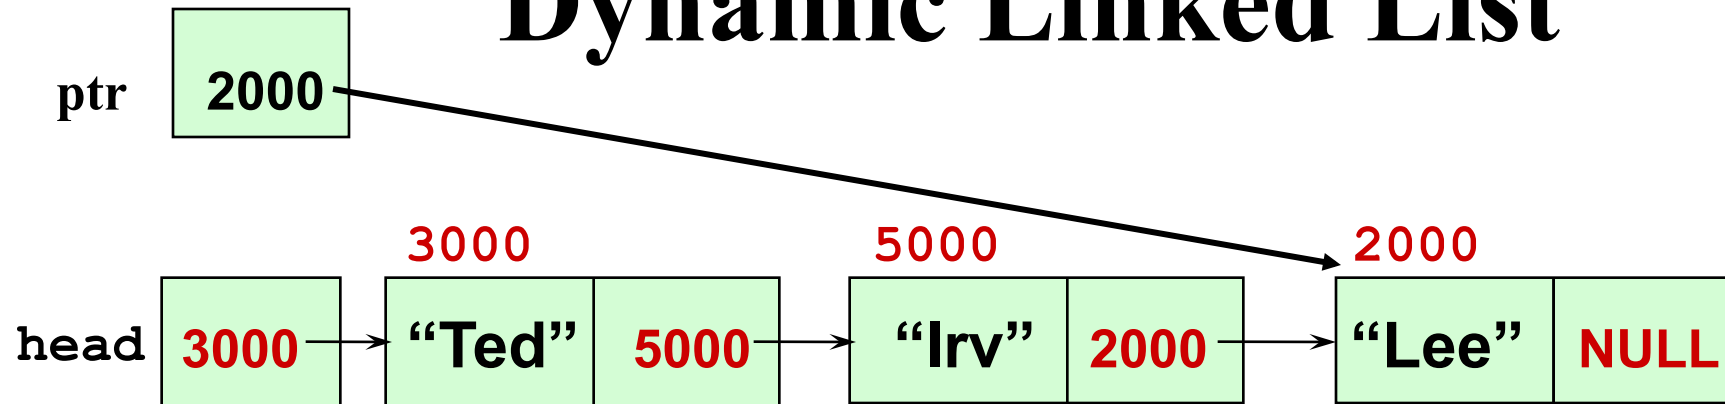 Dynamic Linked List
ptr 2000
3000 5000 2000
head 3000 “Ted” 5000 “Irv” 2000 “Lee” NULL